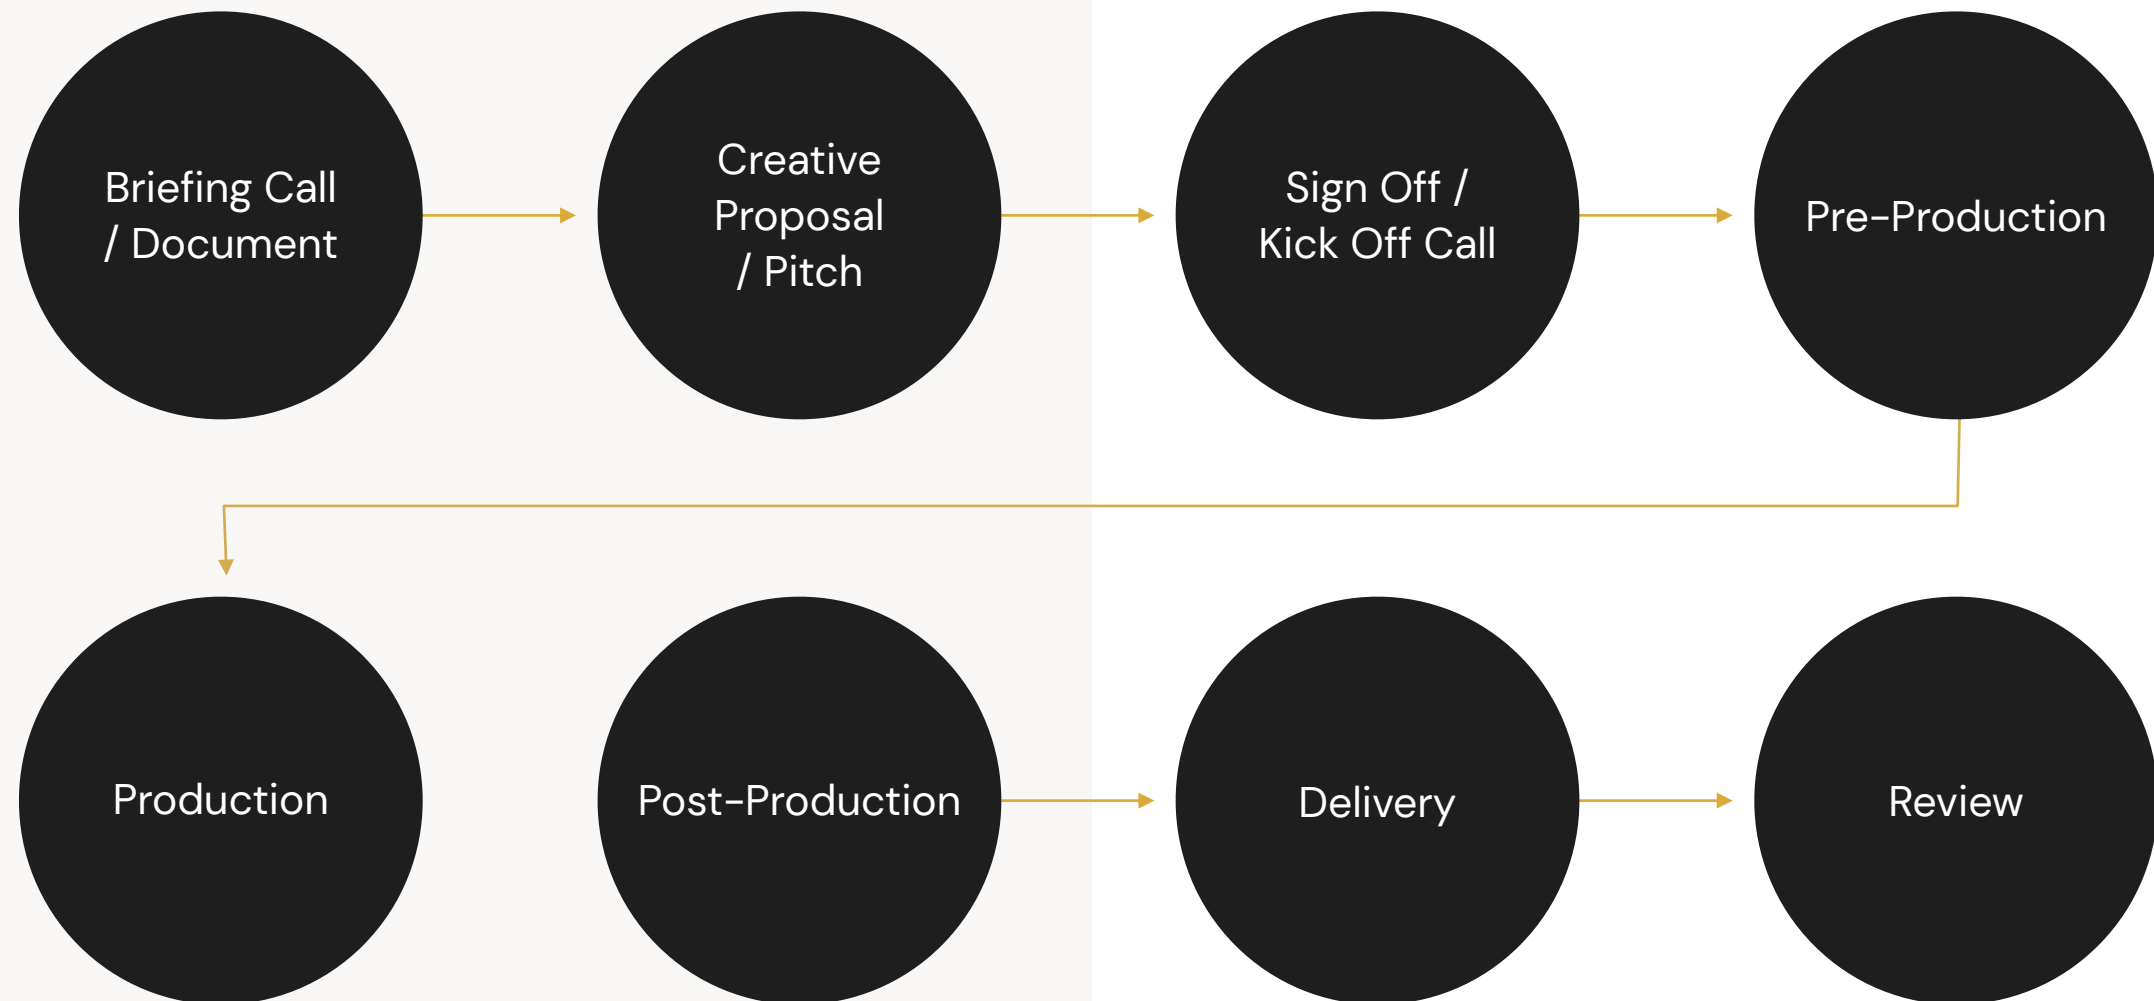 Briefing Call
/ Document
Creative
Proposal
/ Pitch
Sign Off /
Kick Off Call
Pre-Production
Production
Post-Production
Delivery
Review